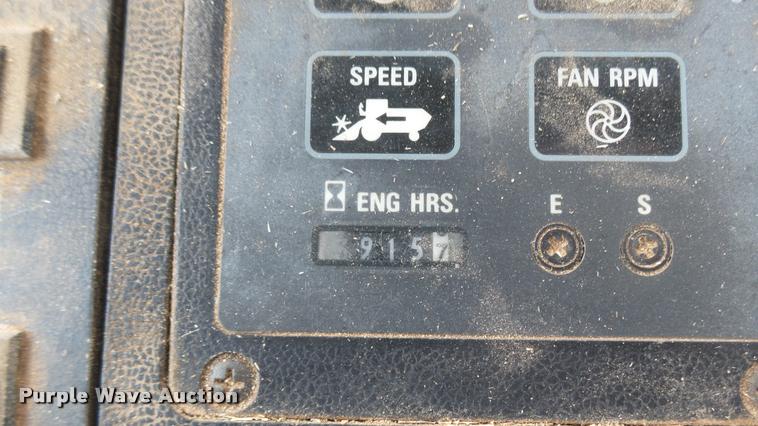 SPEED
FAN RPM
ENG HRS.
E S
9157
Purple Wave Auction